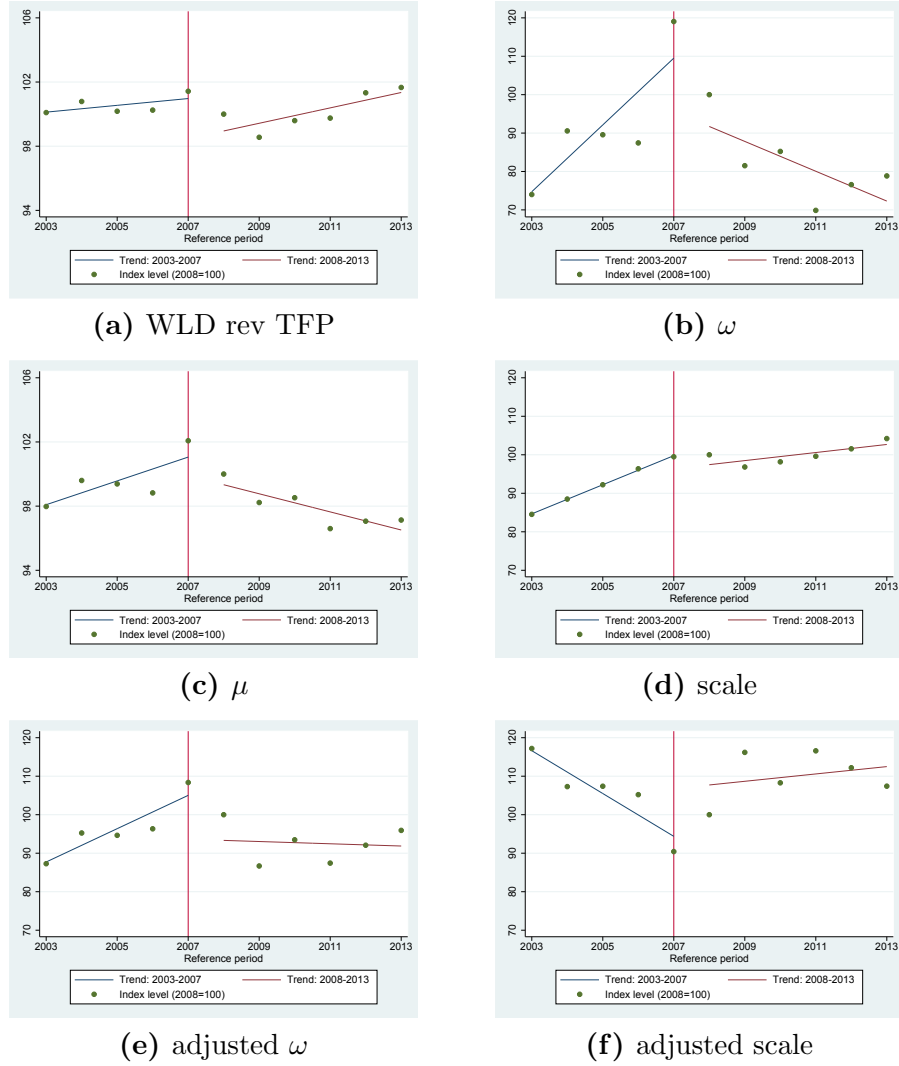 106
102
98
94
2003 2005 2007 2009 2011 2013
Reference period
Trend: 2003-2007 Trend: 2008-2013
Index level (2008=100)
(a) WLD rev TFP
120
110
100
90
80
70
2003 2005 2007 2009 2011 2013
Reference period
Trend: 2003-2007 Trend: 2008-2013
Index level (2008=100)
(b) ω
106
102
98
94
2003 2005 2007 2009 2011 2013
Reference period
Trend: 2003-2007 Trend: 2008-2013
Index level (2008=100)
(c) μ
120
110
100
90
80
70
2003 2005 2007 2009 2011 2013
Reference period
Trend: 2003-2007 Trend: 2008-2013
Index level (2008=100)
(d) scale
120
110
100
90
80
70
2003 2005 2007 2009 2011 2013
Reference period
Trend: 2003-2007 Trend: 2008-2013
Index level (2008=100)
(e) adjusted ω
120
110
100
90
80
70
2003 2005 2007 2009 2011 2013
Reference period
Trend: 2003-2007 Trend: 2008-2013
Index level (2008=100)
(f) adjusted scale